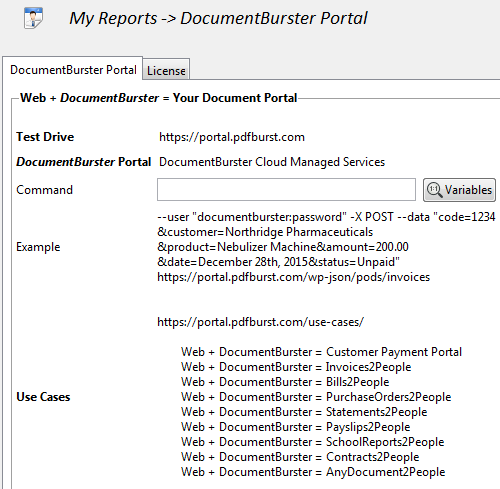 My Reports -> DocumentBurster Portal
DocumentBurster Portal License
Web + DocumentBurster = Your Document Portal
Test Drive https://portal.pdfburst.com
DocumentBurster Portal DocumentBurster Cloud Managed Services
Command 1:1 Variables
--user "documentburster:password" -X POST --data "code=1234
&customer=Northridge Pharmaceuticals
Example &product=Nebulizer Machine&amount=200.00
&date=December 28th, 2015&status=Unpaid"
https://portal.pdfburst.com/wp-json/pods/invoices
https://portal.pdfburst.com/use-cases/
Web + DocumentBurster = Customer Payment Portal
Web + DocumentBurster = Invoices2People
Web + DocumentBurster = Bills2People
Use Cases Web + DocumentBurster = PurchaseOrders2People
Web + DocumentBurster = Statements2People
Web + DocumentBurster = Payslips2People
Web + DocumentBurster = SchoolReports2People
Web + DocumentBurster = Contracts2People
Web + DocumentBurster = AnyDocument2People